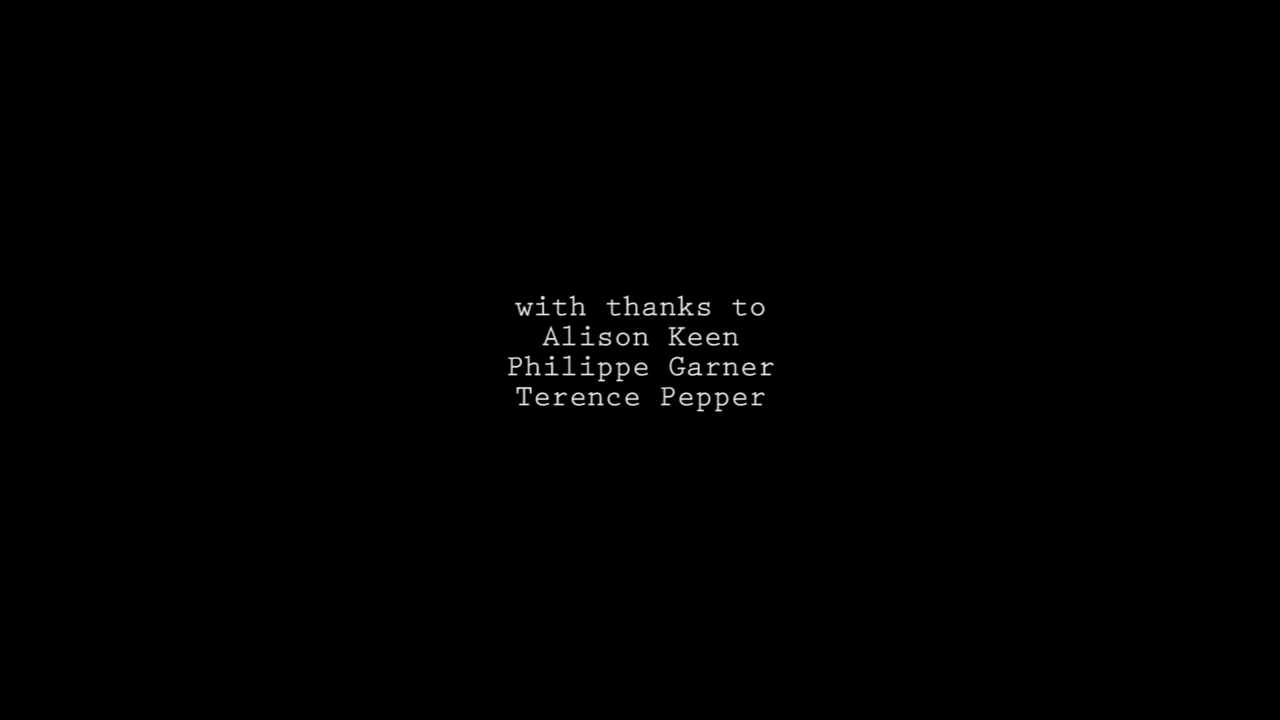 with thanks to
Alison Keen
Philippe Garner
Terence Pepper